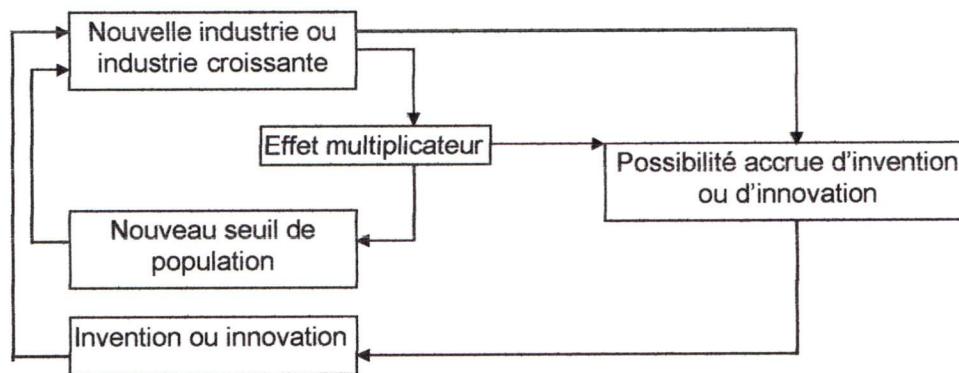 Nouvelle industrie ou
industrie croissante
Effet multiplicateur
Possibilité accrue d'invention
ou d'innovation
Nouveau seuil de
population
Invention ou innovation